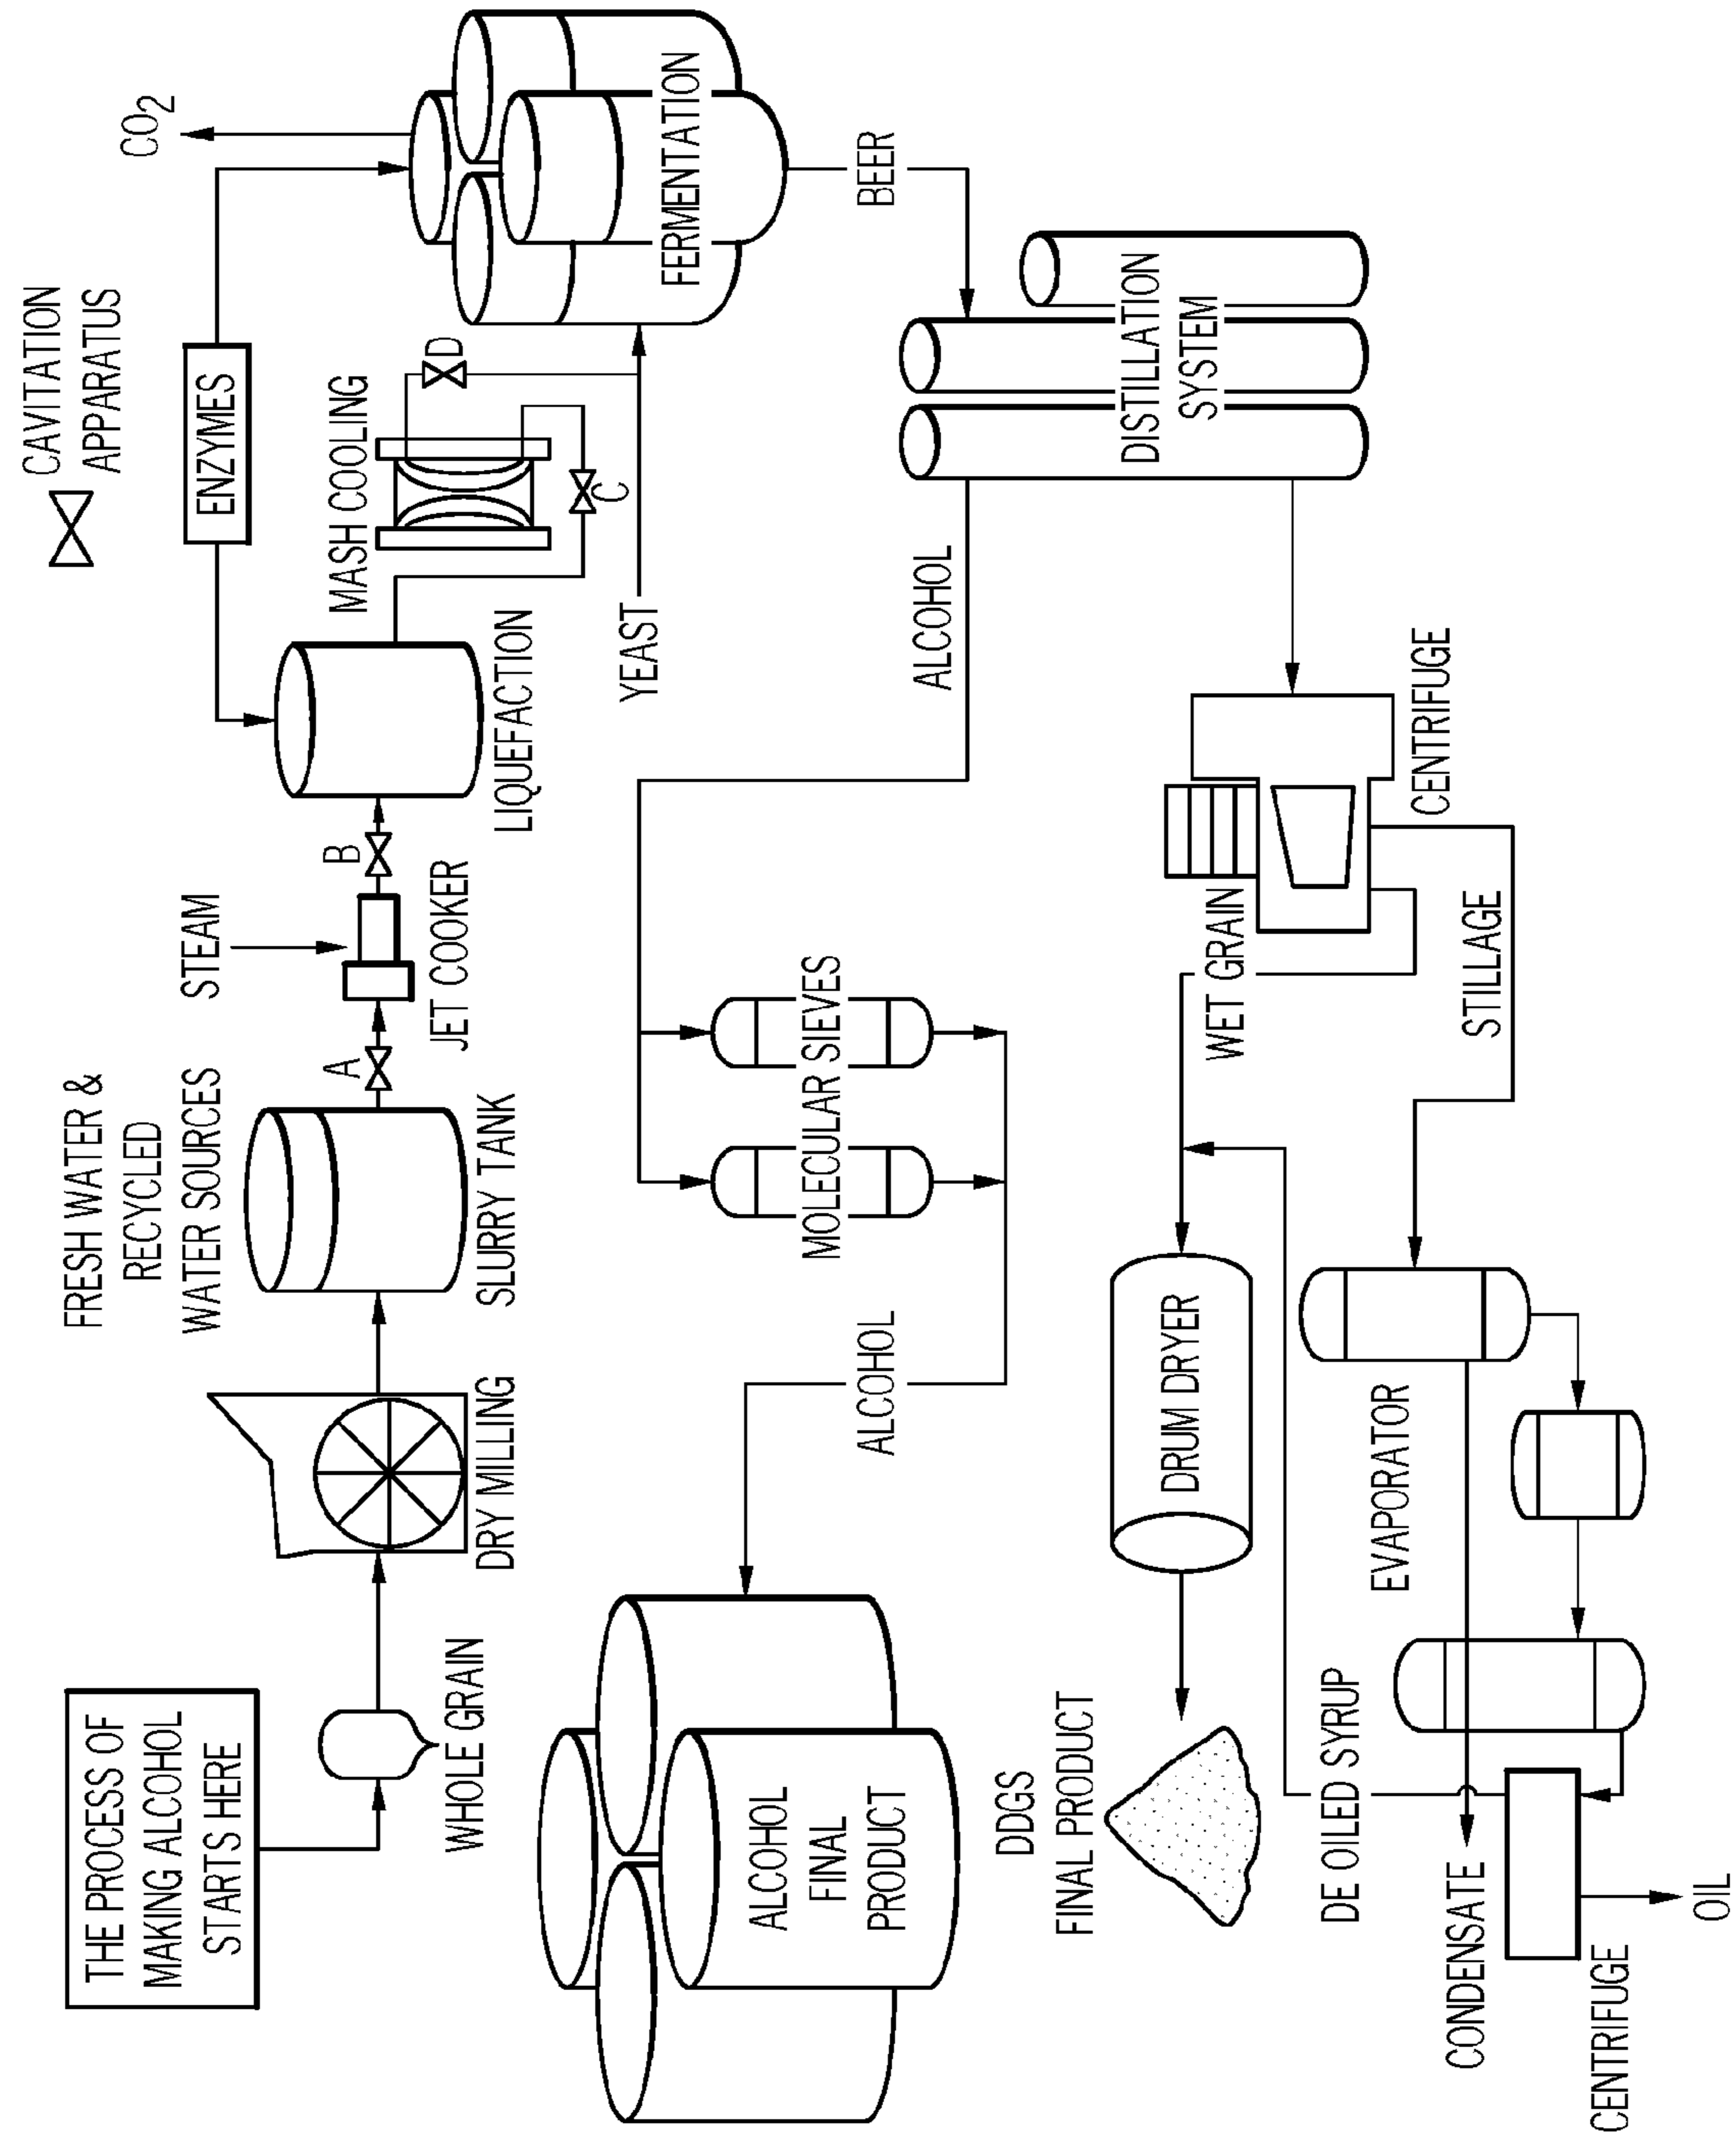 THE PROCESS OF
MAKING ALCOHOL
STARTS HERE
WHOLE GRAIN
DRY MILLING
FRESH WATER &
RECYCLED
WATER SOURCES
SLURRY TANK
A
STEAM
JET COOKER
B
LIQUEFACTION
ENZYMES
CAVITATION
APPARATUS
MASH COOLING
C
D
YEAST
CO2
FERMENTATION
BEER
DISTILLATION
SYSTEM
ALCOHOL
MOLECULAR SIEVES
ALCOHOL
ALCOHOL
FINAL
PRODUCT
CENTRIFUGE
WET GRAIN
STILLAGE
DRUM DRYER
DDGS
FINAL PRODUCT
EVAPORATOR
DE OILED SYRUP
CONDENSATE
CENTRIFUGE
OIL